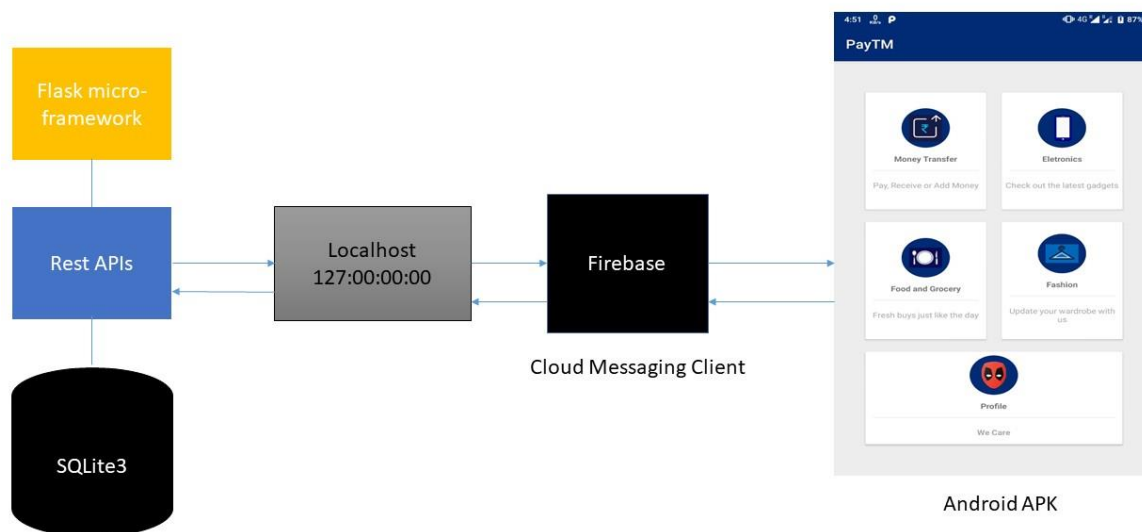 Flask micro-
framework
Rest APIs
SQLite3
Localhost
127:00:00:00
Firebase
Cloud Messaging Client
4:51
4G
87%
PayTM
Money Transfer
Pay, Receive or Add Money
Eletronics
Check out the latest gadgets
Food and Grocery
Fresh buys just like the day
Fashion
Update your wardrobe with
us
Profile
We Care
Android APK